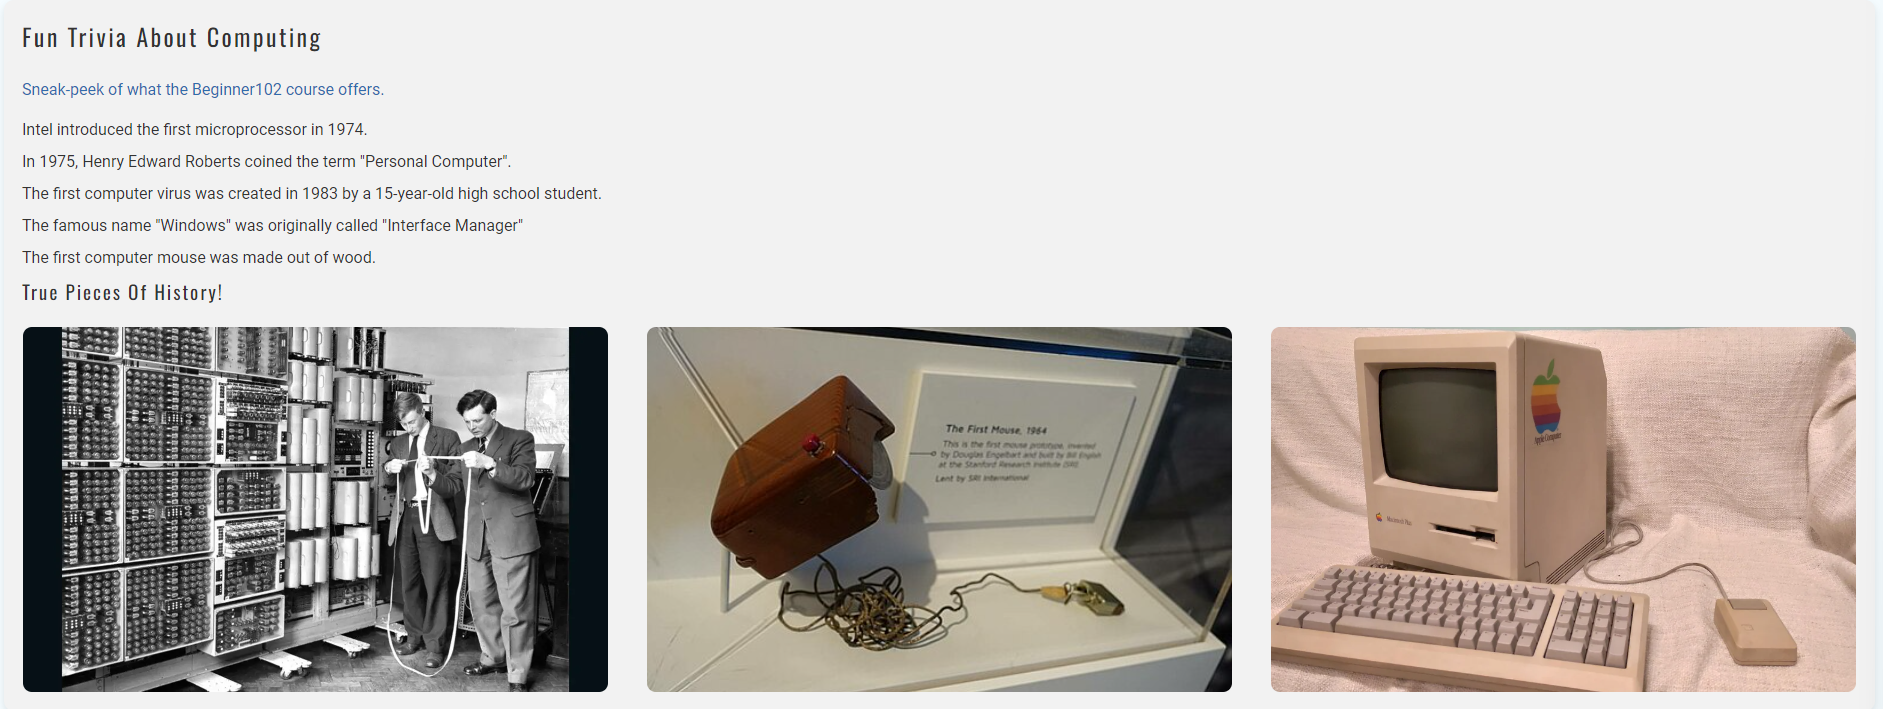 Fun Trivia About Computing
Sneak-peek of what the Beginner102 course offers.
Intel introduced the first microprocessor in 1974.
In 1975, Henry Edward Roberts coined the term "Personal Computer".
The first computer virus was created in 1983 by a 15-year-old high school student.
The famous name "Windows" was originally called "Interface Manager"
The first computer mouse was made out of wood.
True Pieces Of History!
The First Mouse, 1964
This is the first mouse prototype, invented
by Douglas Engelbart and built by Bill English
at the Stanford Research Institute (SRI).
Lent by SRI International
Apple Computer
Macintosh Plus